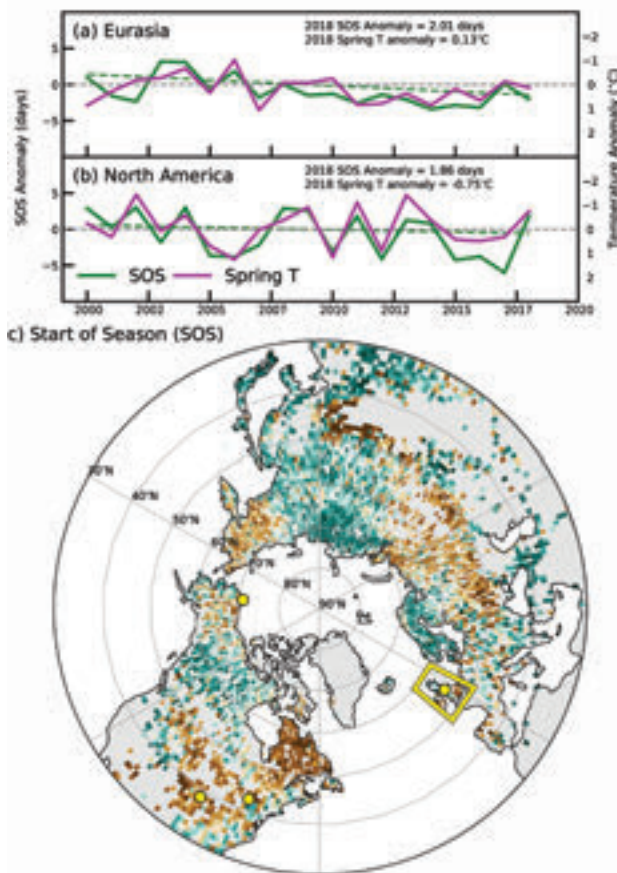 (a) Eurasia
2018 SOS Anomaly = 2.01 days
2018 Spring T anomaly = 0.13°C
5
0
-5
-2
-1
0
1
2
(b) North America
2018 SOS Anomaly = 1.86 days
2018 Spring T anomaly = -0.75°C
5
0
-5
-2
-1
0
1
2
SOS Anomaly (days)
Temperature Anomaly (°C)
SOS
Spring T
2000 2002 2005 2007 2010 2012 2015 2017 2020
c) Start of Season (SOS)
30°N
40°N
50°N
60°N
70°N
80°N
90°N